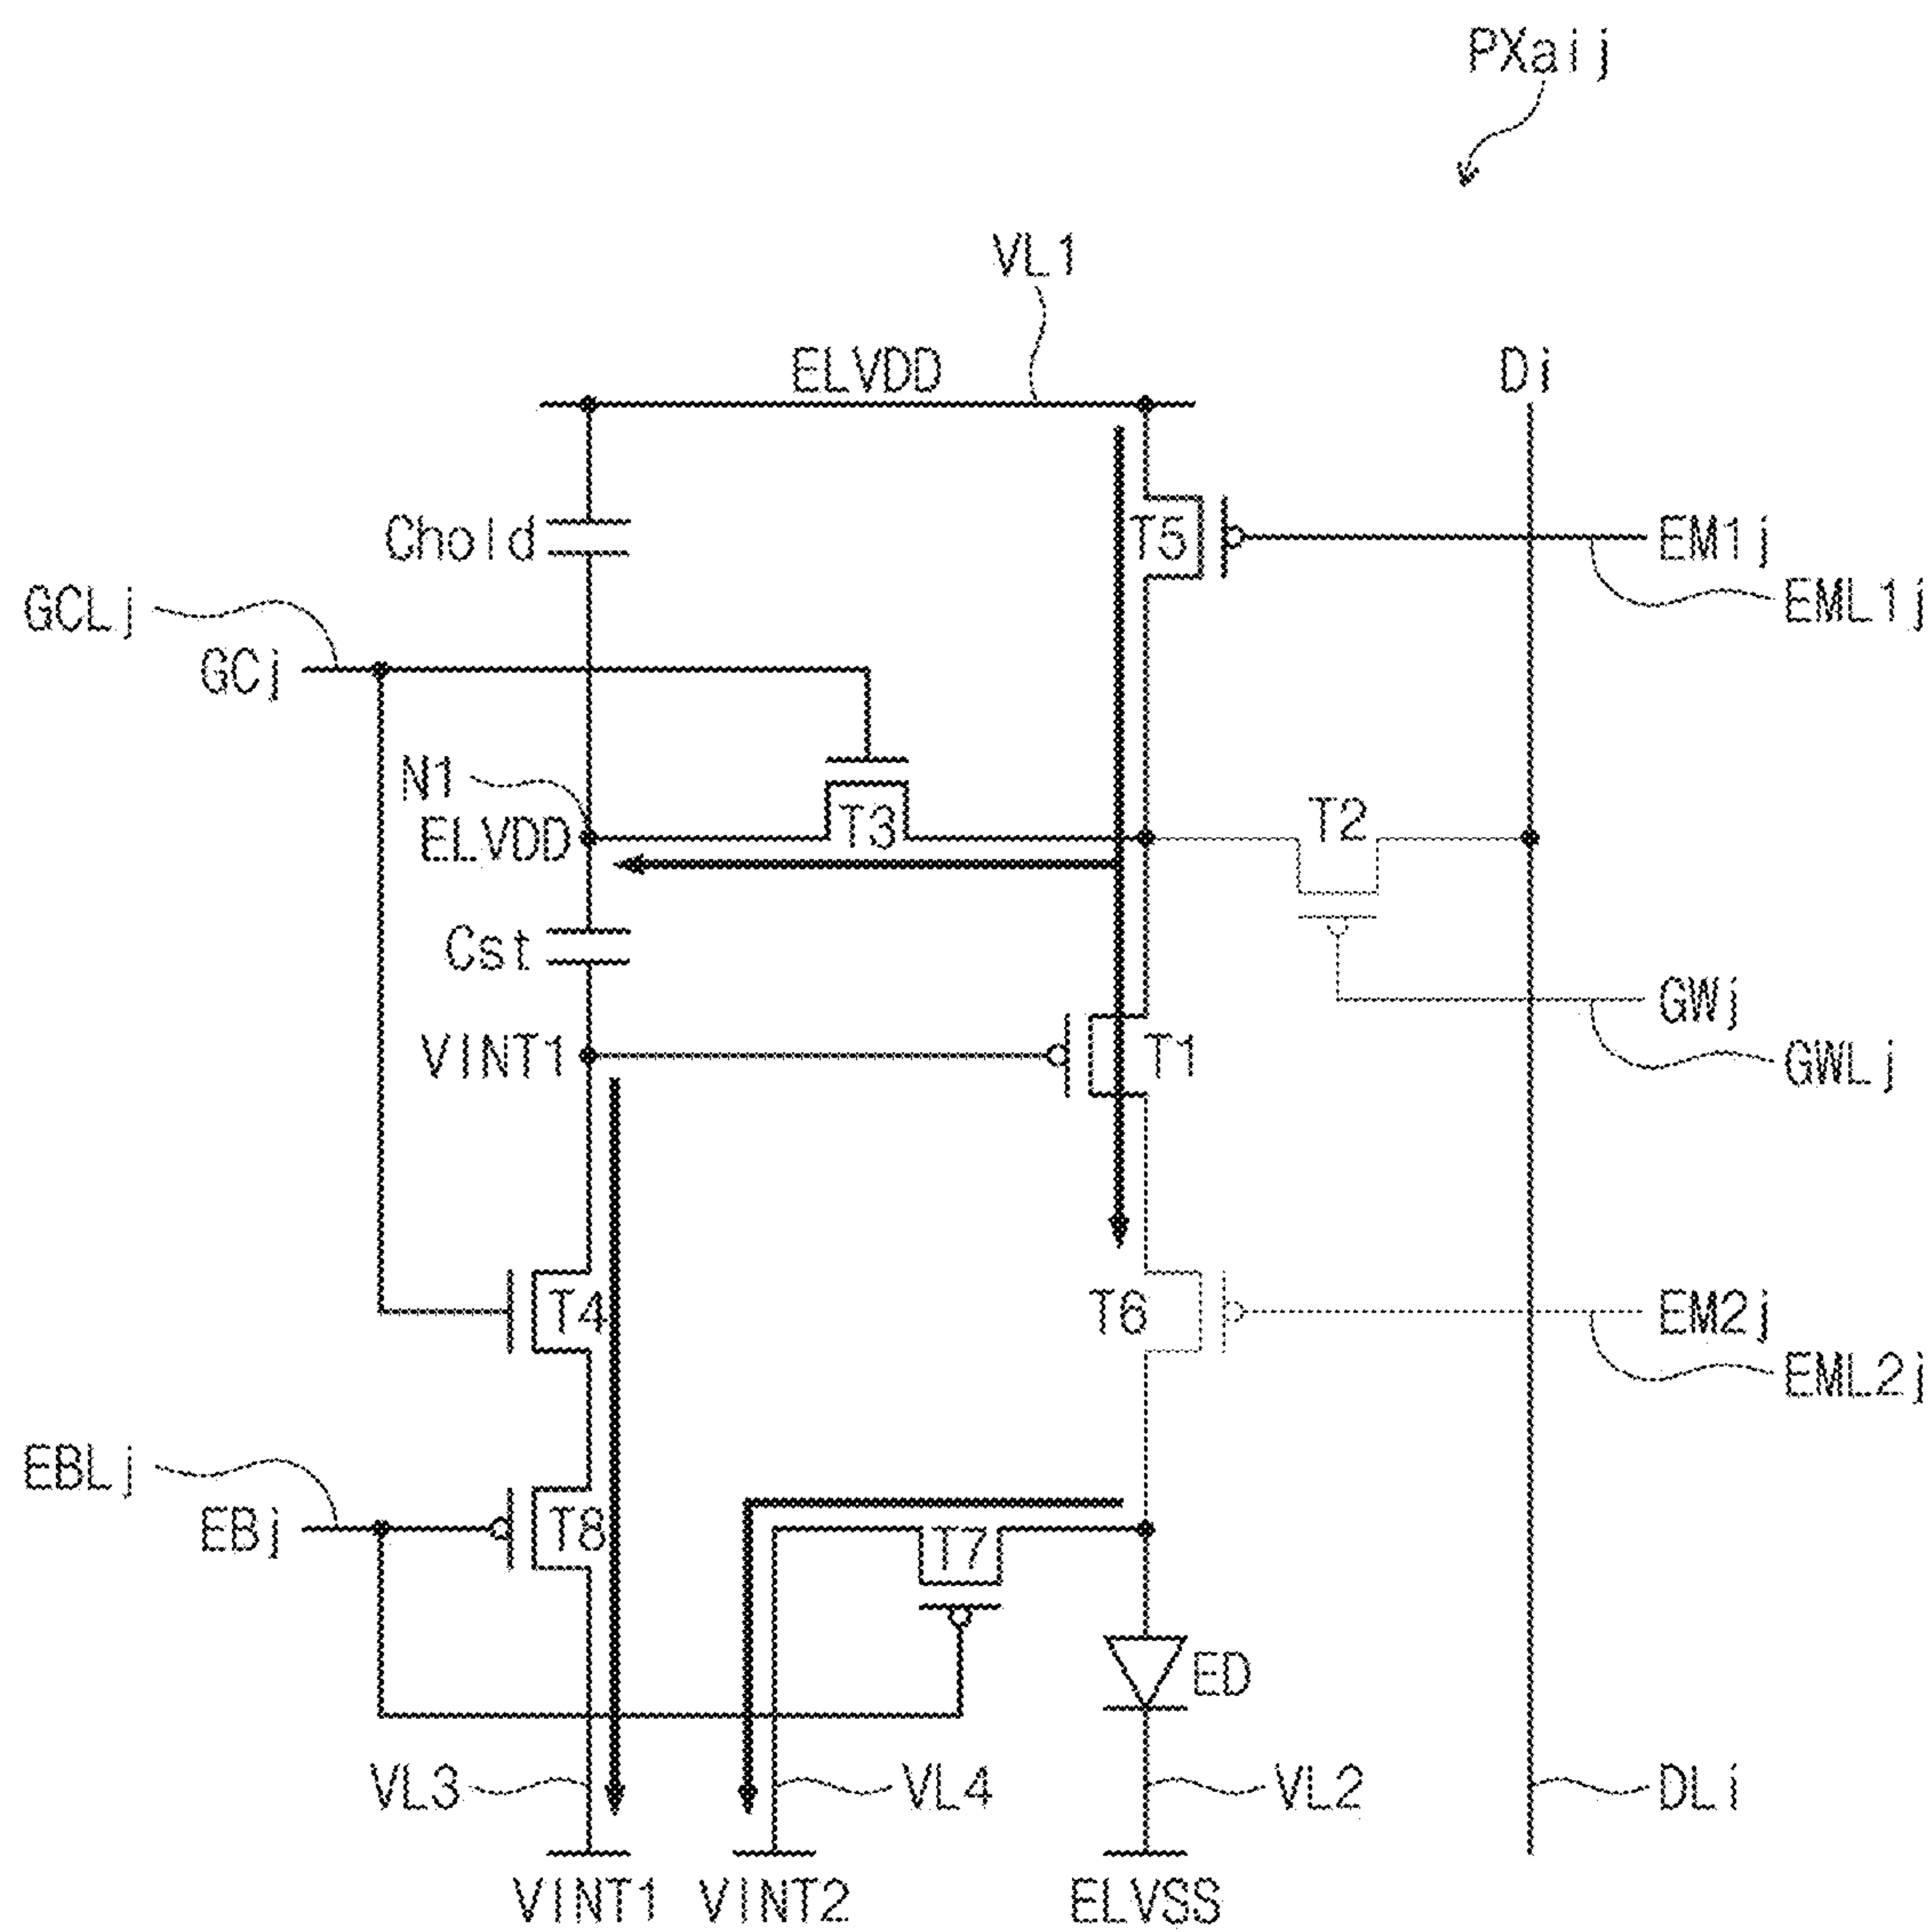 PXaij
VL1
ELVDD
Di
Chold
T5
EM1j
EML1j
GCLj
GCj
N1
ELVDD
T3
T2
Cst
GWj
VINT1
T1
GWLj
T4
T6
EM2j
EML2j
EBLj
EBj
T8
T7
ED
VL3
VL4
VL2
DLi
VINT1
VINT2
ELVSS